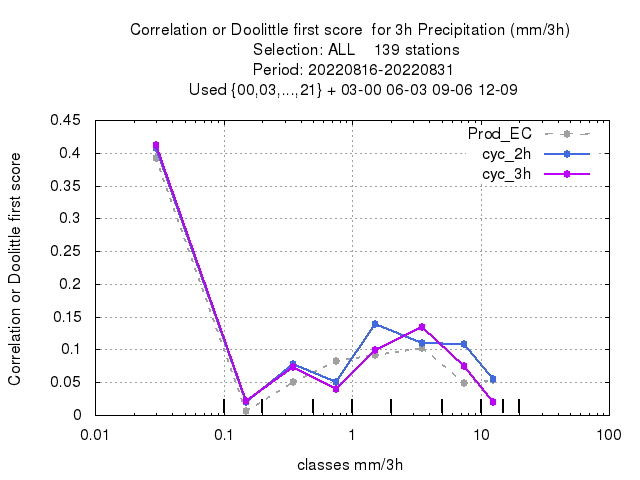 Correlation or Doolittle first score  for 3h Precipitation (mm/3h)
Selection: ALL    139 stations
Period: 20220816-20220831
Used {00,03,...,21} + 03-00 06-03 09-06 12-09
Correlation or Doolittle first score
0.45
0.4
0.35
0.3
0.25
0.2
0.15
0.1
0.05
0
Prod_EC
cyc_2h
cyc_3h
0.01
0.1
1
10
100
classes mm/3h